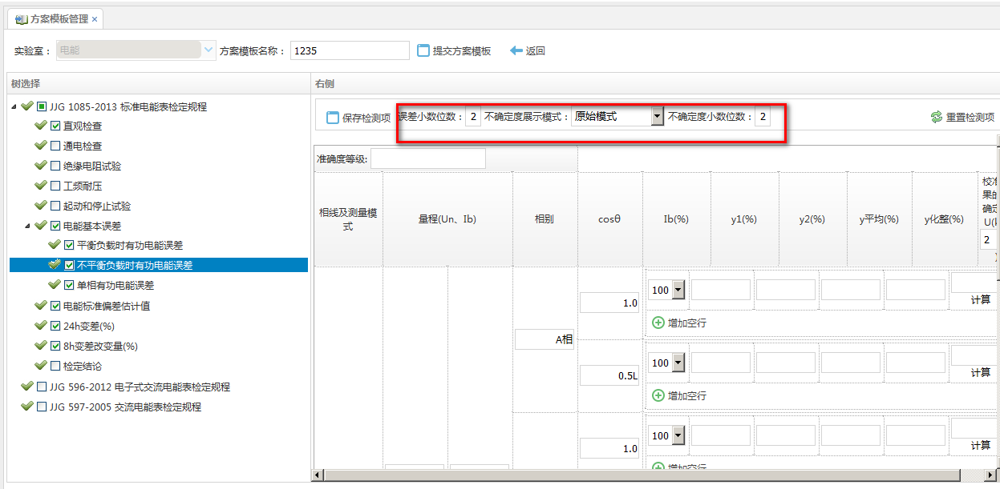 方案模板管理 ×
实验室： 电能 方案模板名称： 1235 提交方案模板 返回
树选择
JJG 1085-2013 标准电能表检定规程
直观检查
通电检查
绝缘电阻试验
工频耐压
起动和停止试验
电能基本误差
平衡负载时有功电能误差
不平衡负载时有功电能误差
单相有功电能误差
电能标准偏差估计值
24h变差(%)
8h变差改变量(%)
检定结论
JJG 596-2012 电子式交流电能表检定规程
JJG 597-2005 交流电能表检定规程
右侧
保存检测项 误差小数位数： 2 不确定度展示模式： 原始模式 不确定度小数位数： 2 重置检测项
准确度等级:
相线及测量模式 量程(Un、Ib) 相别 cosθ Ib(%) y1(%) y2(%) y平均(%) y化整(%)
校准
果的
确定
U(k
2
)
A相
1.0 100 计算
增加空行
0.5L 100 计算
增加空行
1.0 100 计算
增加空行